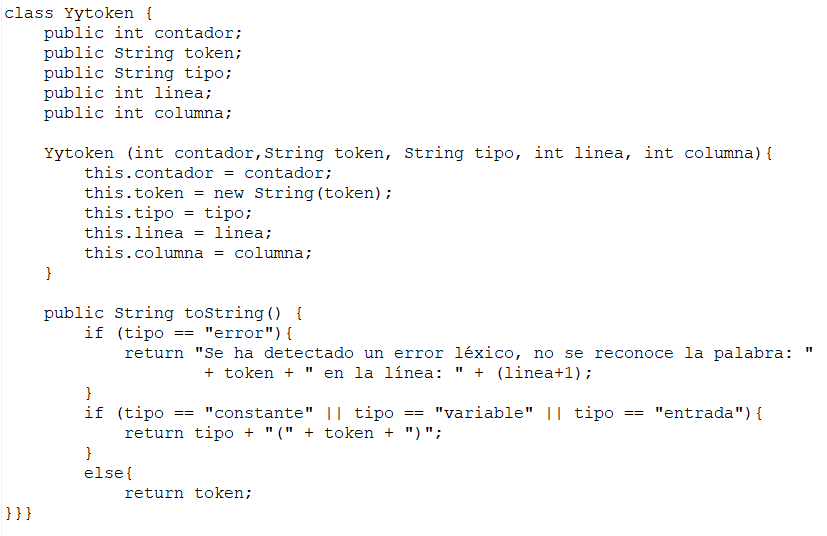 class Yytoken {
    public int contador;
    public String token;
    public String tipo;
    public int linea;
    public int columna;

    Yytoken (int contador,String token, String tipo, int linea, int columna){
        this.contador = contador;
        this.token = new String(token);
        this.tipo = tipo;
        this.linea = linea;
        this.columna = columna;
    }

    public String toString() {
        if (tipo == "error"){
            return "Se ha detectado un error léxico, no se reconoce la palabra: "
                    + token + " en la línea: " + (linea+1);
        }
        if (tipo == "constante" || tipo == "variable" || tipo == "entrada"){
            return tipo + "(" + token + ")";
        }
        else{
            return token;
}}}